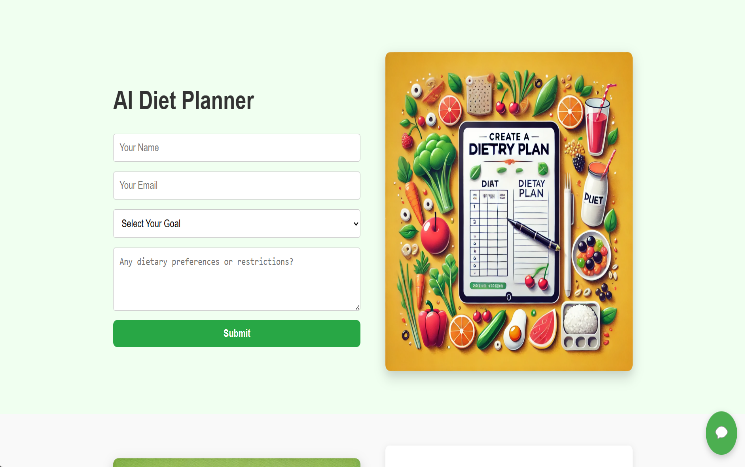 AI Diet Planner
Your Name
Your Email
Select Your Goal
Any dietary preferences or restrictions?
Submit
CREATE A
DIETRY PLAN
DIAT
DIETAY
PLAN
DUET